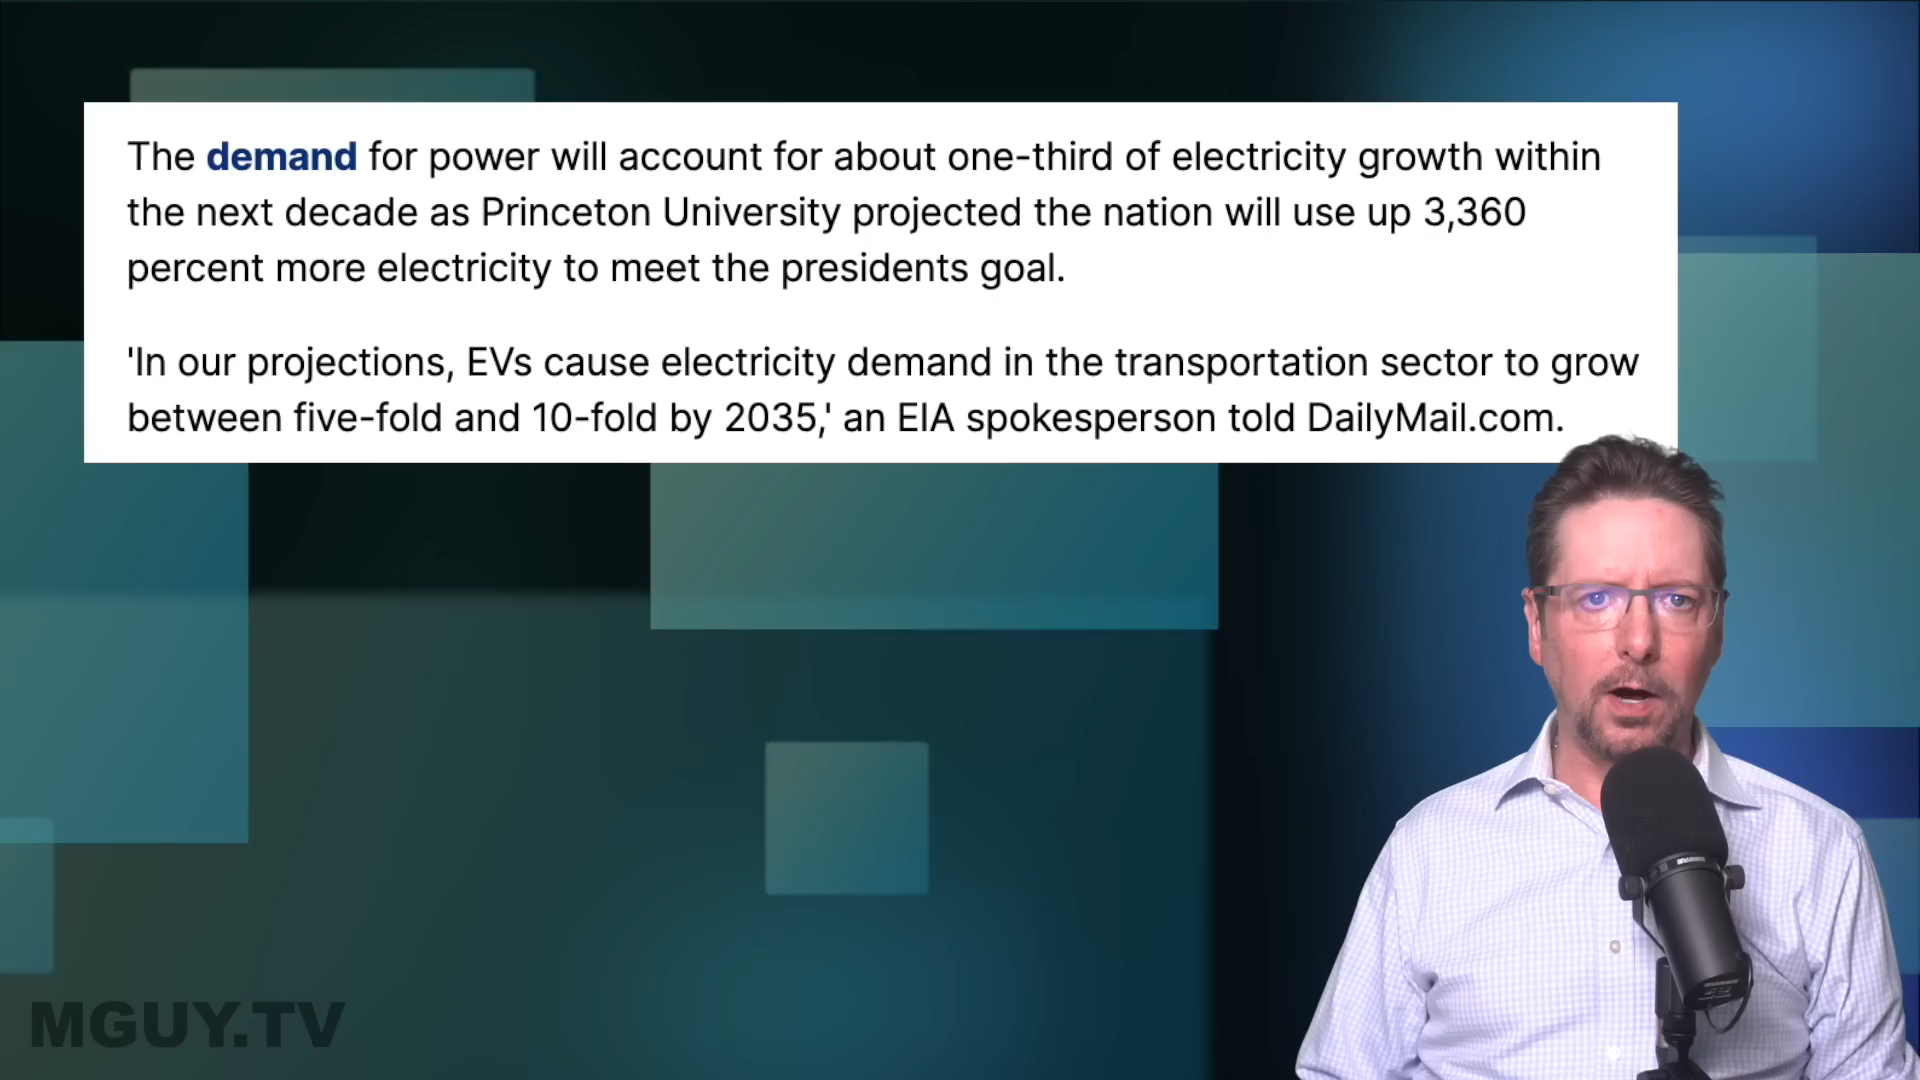 The demand for power will account for about one-third of electricity growth within
the next decade as Princeton University projected the nation will use up 3,360
percent more electricity to meet the presidents goal.
'In our projections, EVs cause electricity demand in the transportation sector to grow
between five-fold and 10-fold by 2035,' an EIA spokesperson told DailyMail.com.
MGUY.TV